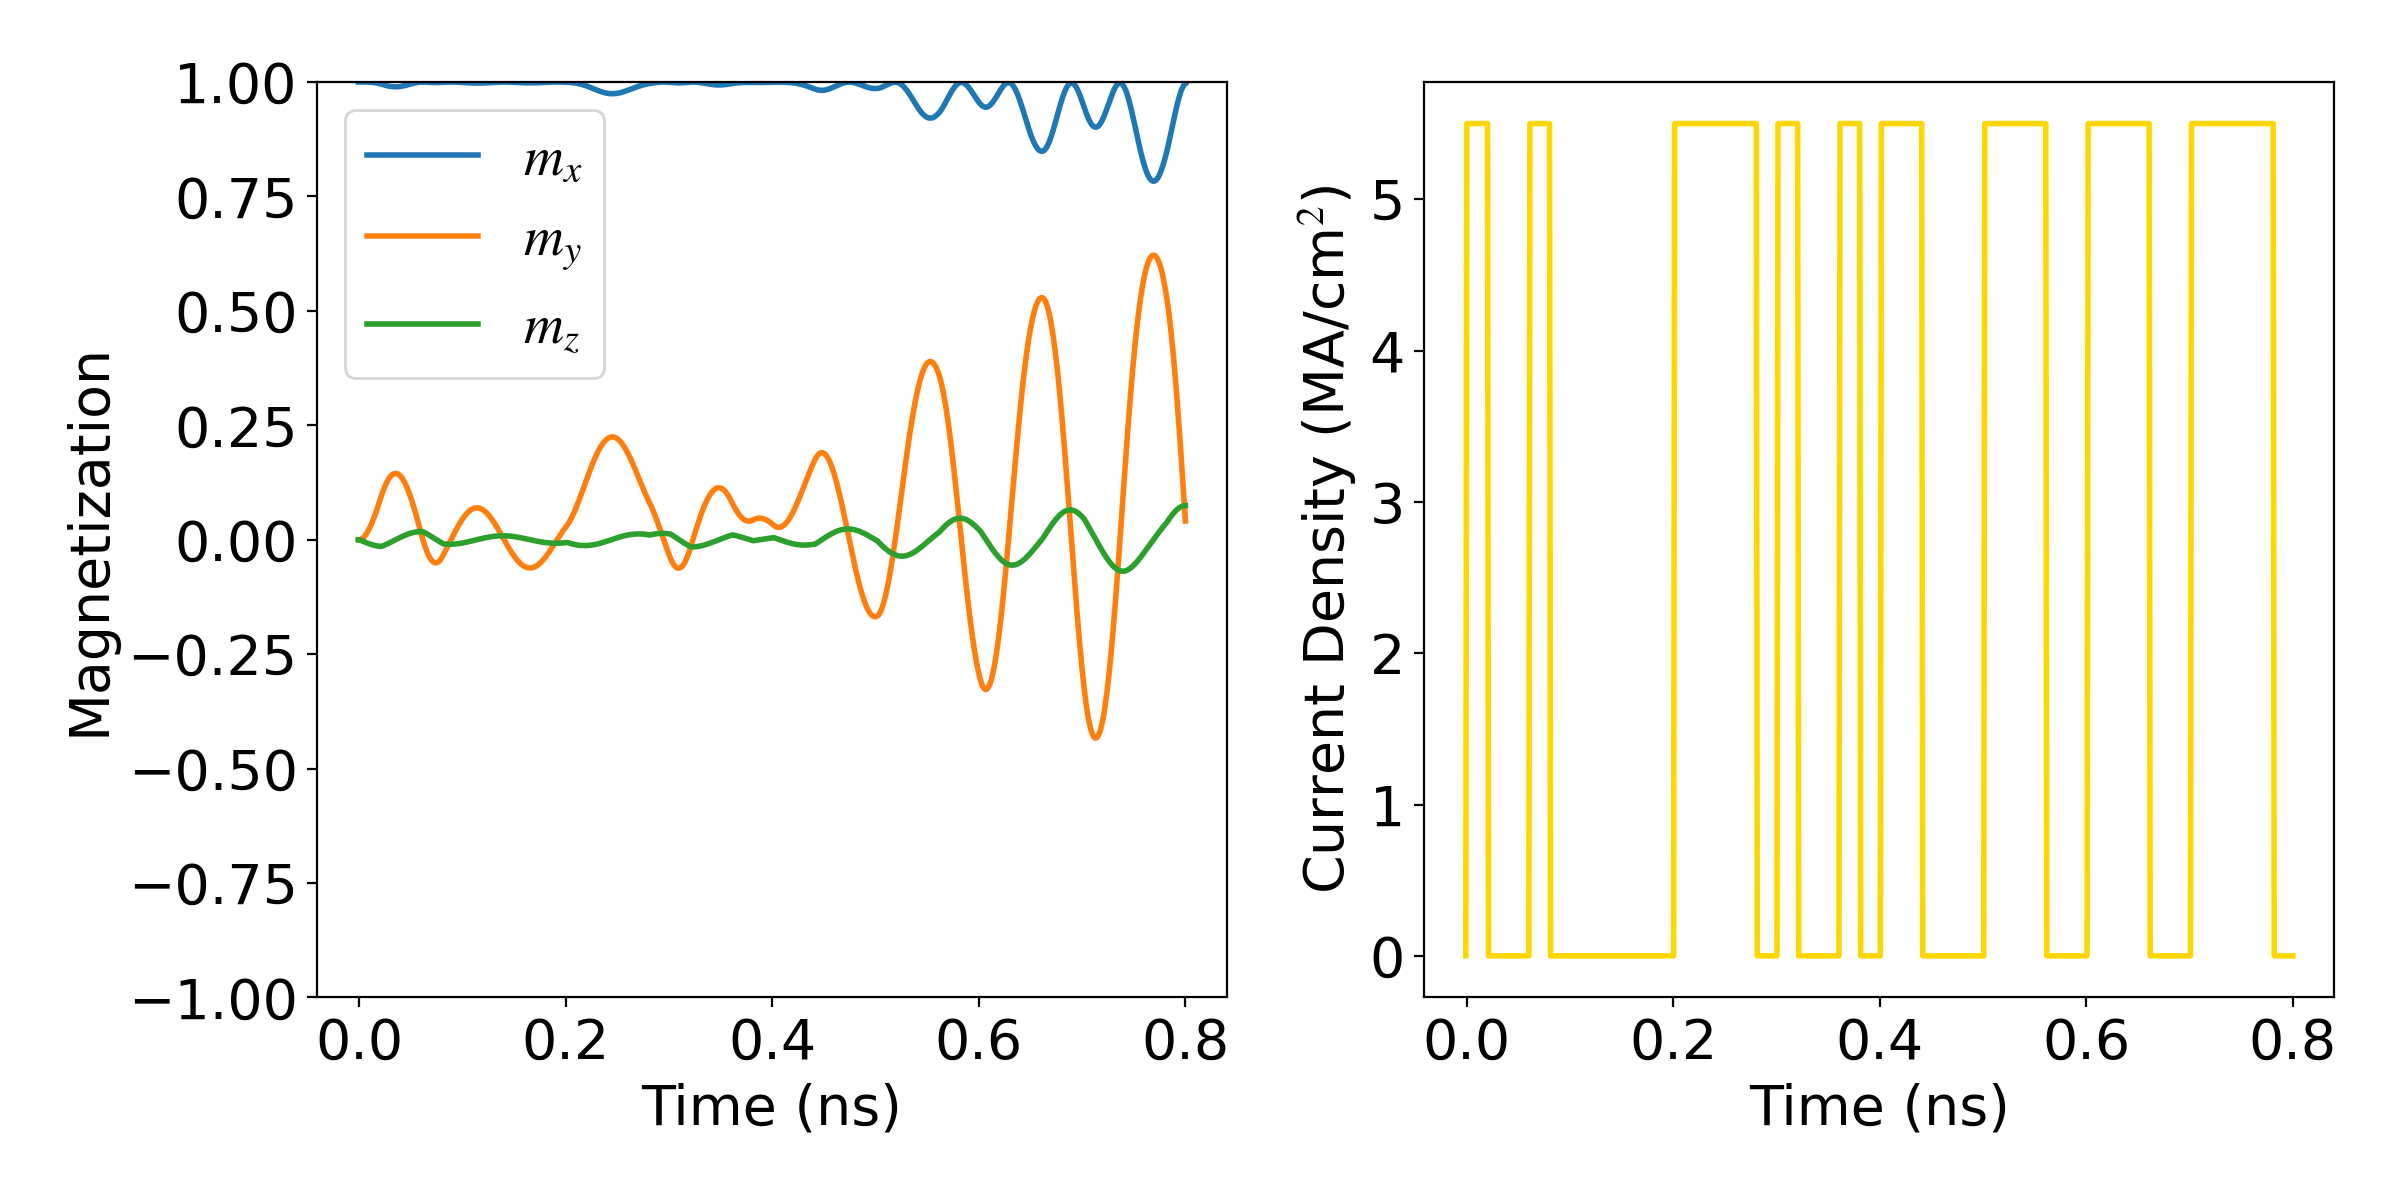 Magnetization
1.00
0.75
0.50
0.25
0.00
−0.25
−0.50
−0.75
−1.00
m_x
m_y
m_z
0.0 0.2 0.4 0.6 0.8
Time (ns)
Current Density (MA/cm²)
5
4
3
2
1
0
0.0 0.2 0.4 0.6 0.8
Time (ns)